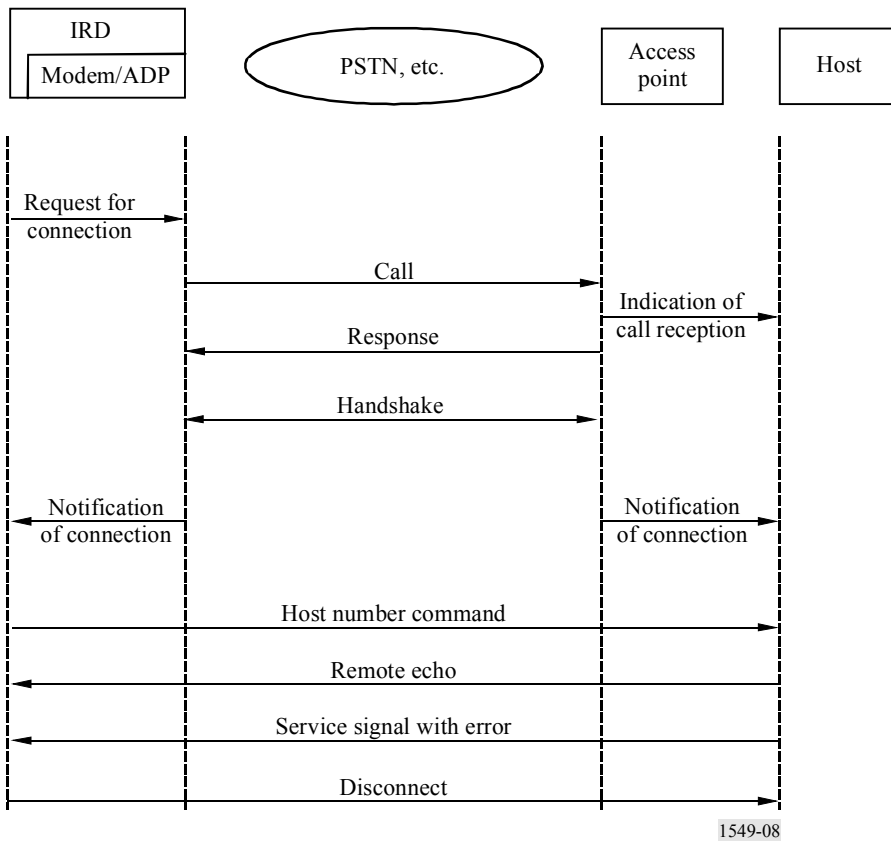 IRD
Modem/ADP
PSTN, etc.
Access
point
Host
Request for
connection
Call
Indication of
call reception
Response
Handshake
Notification
of connection
Notification
of connection
Host number command
Remote echo
Service signal with error
Disconnect
1549-08